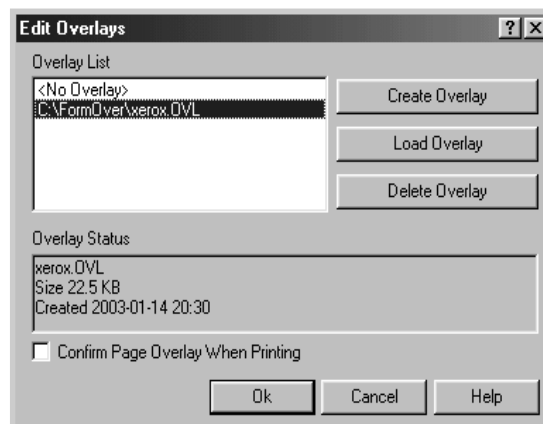 Edit Overlays
Overlay List
<No Overlay>
C:\FormOver\xerox.OVL
Create Overlay
Load Overlay
Delete Overlay
Overlay Status
xerox.OVL
Size 22.5 KB
Created 2003-01-14 20:30
Confirm Page Overlay When Printing
Ok
Cancel
Help